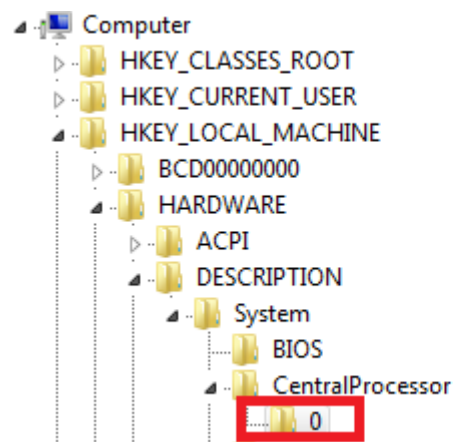 Computer
HKEY_CLASSES_ROOT
HKEY_CURRENT_USER
HKEY_LOCAL_MACHINE
BCD00000000
HARDWARE
ACPI
DESCRIPTION
System
BIOS
CentralProcessor
0